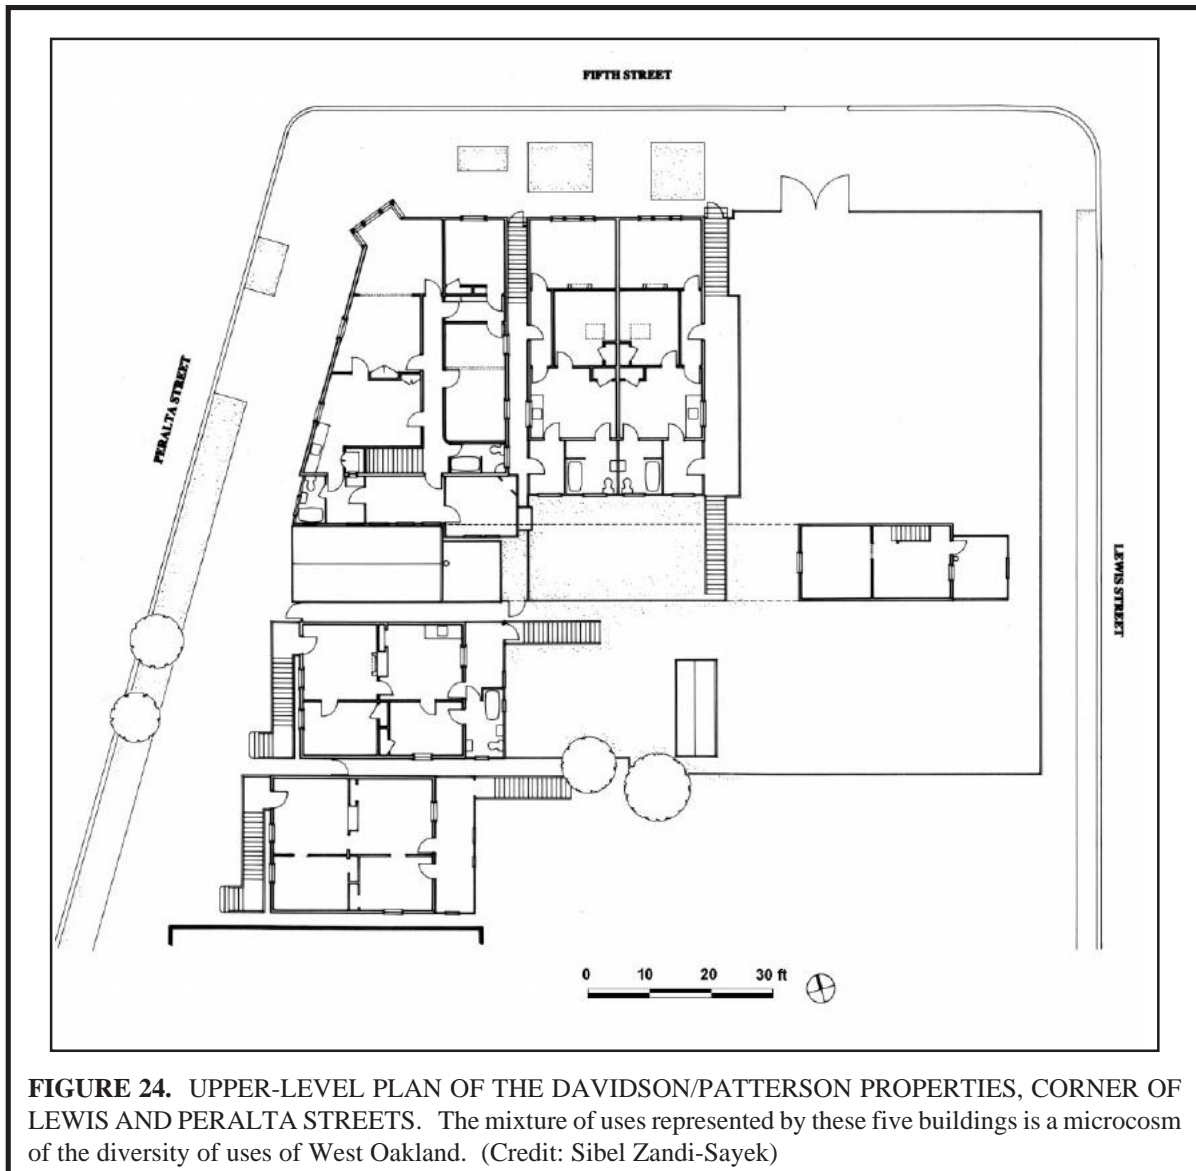 FIFTH STREET
PERALTA STREET
LEWIS STREET
0 10 20 30 ft
FIGURE 24. UPPER-LEVEL PLAN OF THE DAVIDSON/PATTERSON PROPERTIES, CORNER OF
LEWIS AND PERALTA STREETS. The mixture of uses represented by these five buildings is a microcosm
of the diversity of uses of West Oakland. (Credit: Sibel Zandi-Sayek)